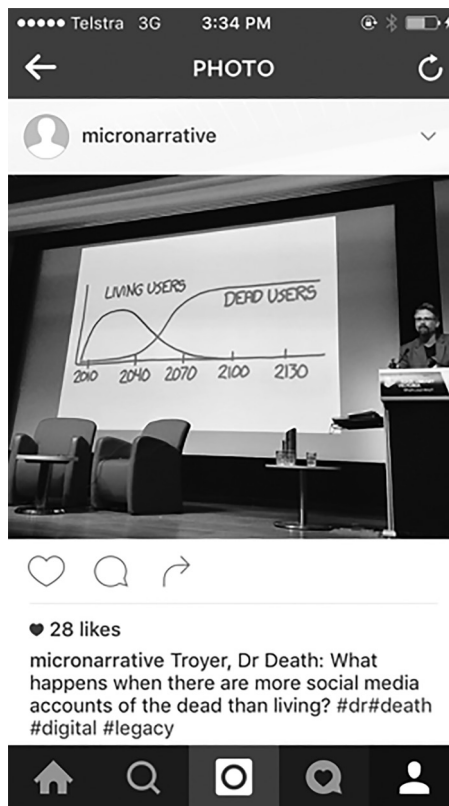 Telstra 3G 3:34 PM
PHOTO
micronarrative
LIVING USERS
DEAD USERS
2010 2040 2070 2100 2130
28 likes
micronarrative Troyer, Dr Death: What
happens when there are more social media
accounts of the dead than living? #dr#death
#digital #legacy